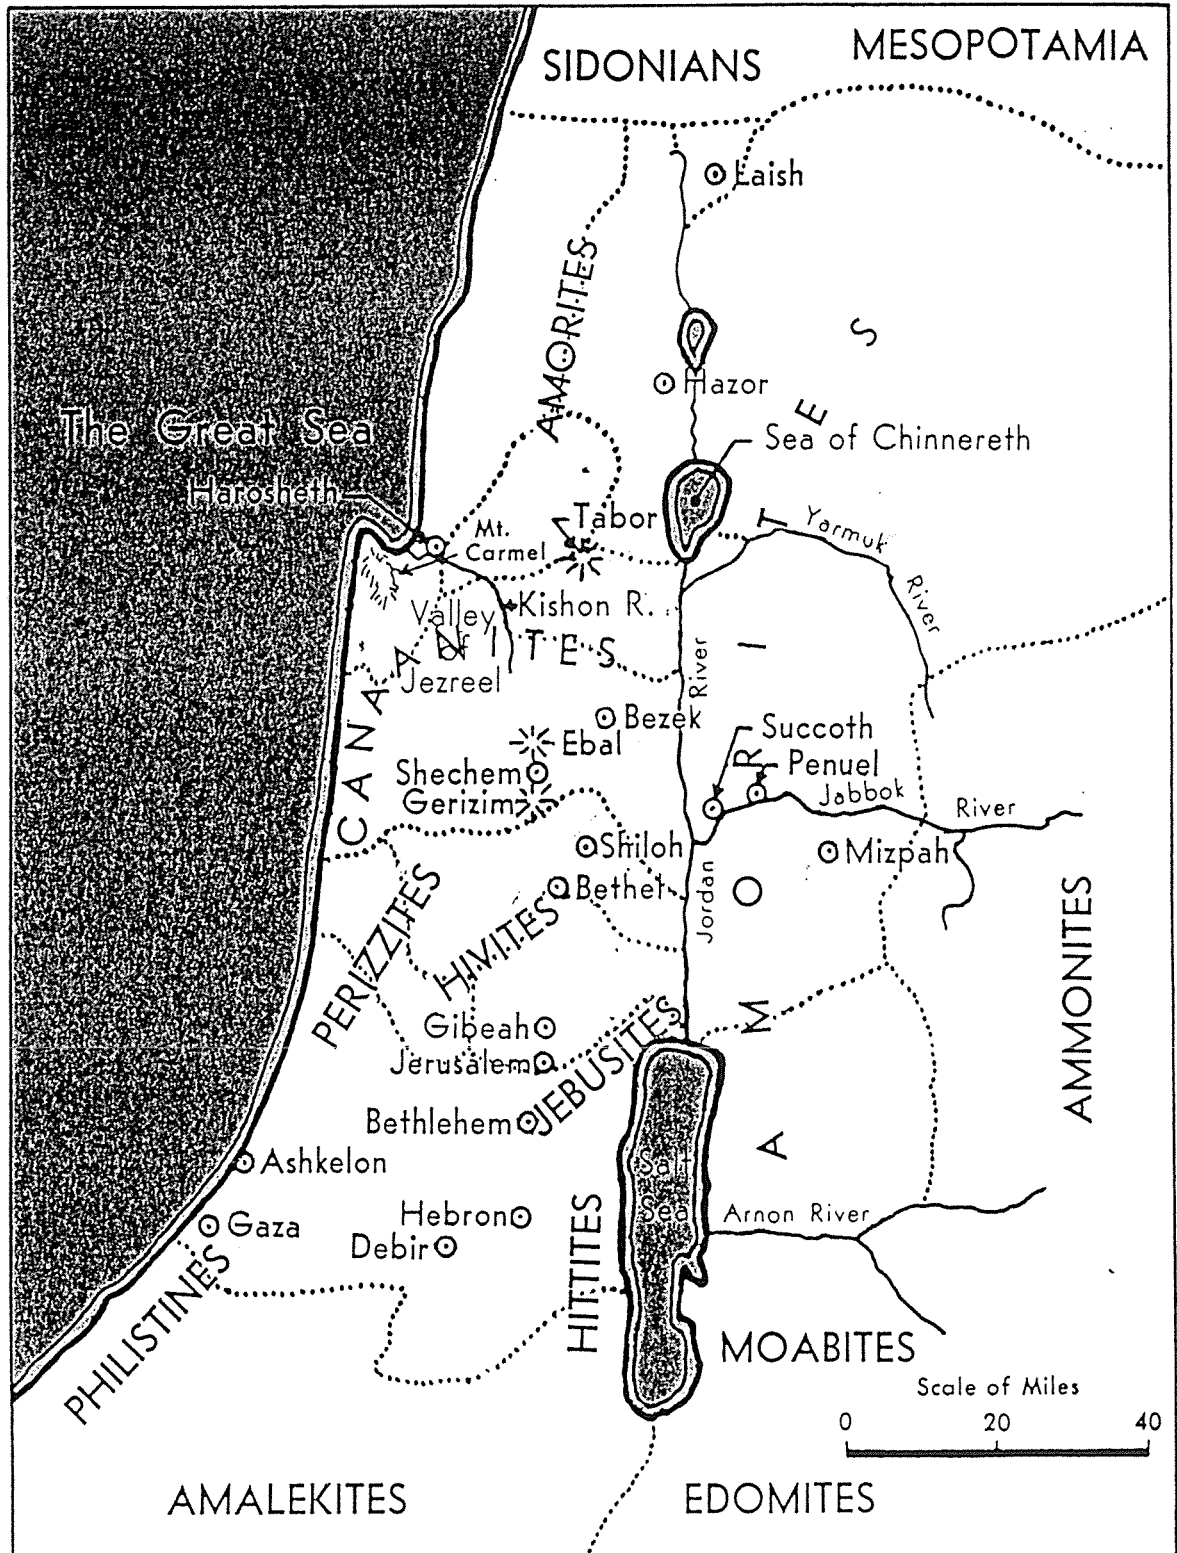 SIDONIANS
MESOPOTAMIA
Laish
AMORITES
Hazor
The Great Sea
Sea of Chinnereth
Harosheth
Tabor
Mt.
Carmel
Yarmuk
River
Kishon R.
Valley
of
Jezreel
CANAANITES
River
Bezek
Ebal
Succoth
Penuel
Shechem
Gerizim
Jabbok
River
Shiloh
Mizpah
Bethel
Jordan
AMORITES
PERIZZITES
HIVITES
AMMONITES
Gibeah
Jerusalem
JEBUSITES
Bethlehem
Ashkelon
Salt
Sea
Hebron
Gaza
Debir
Arnon River
HITTITES
PHILISTINES
MOABITES
Scale of Miles
0 20 40
AMALEKITES
EDOMITES